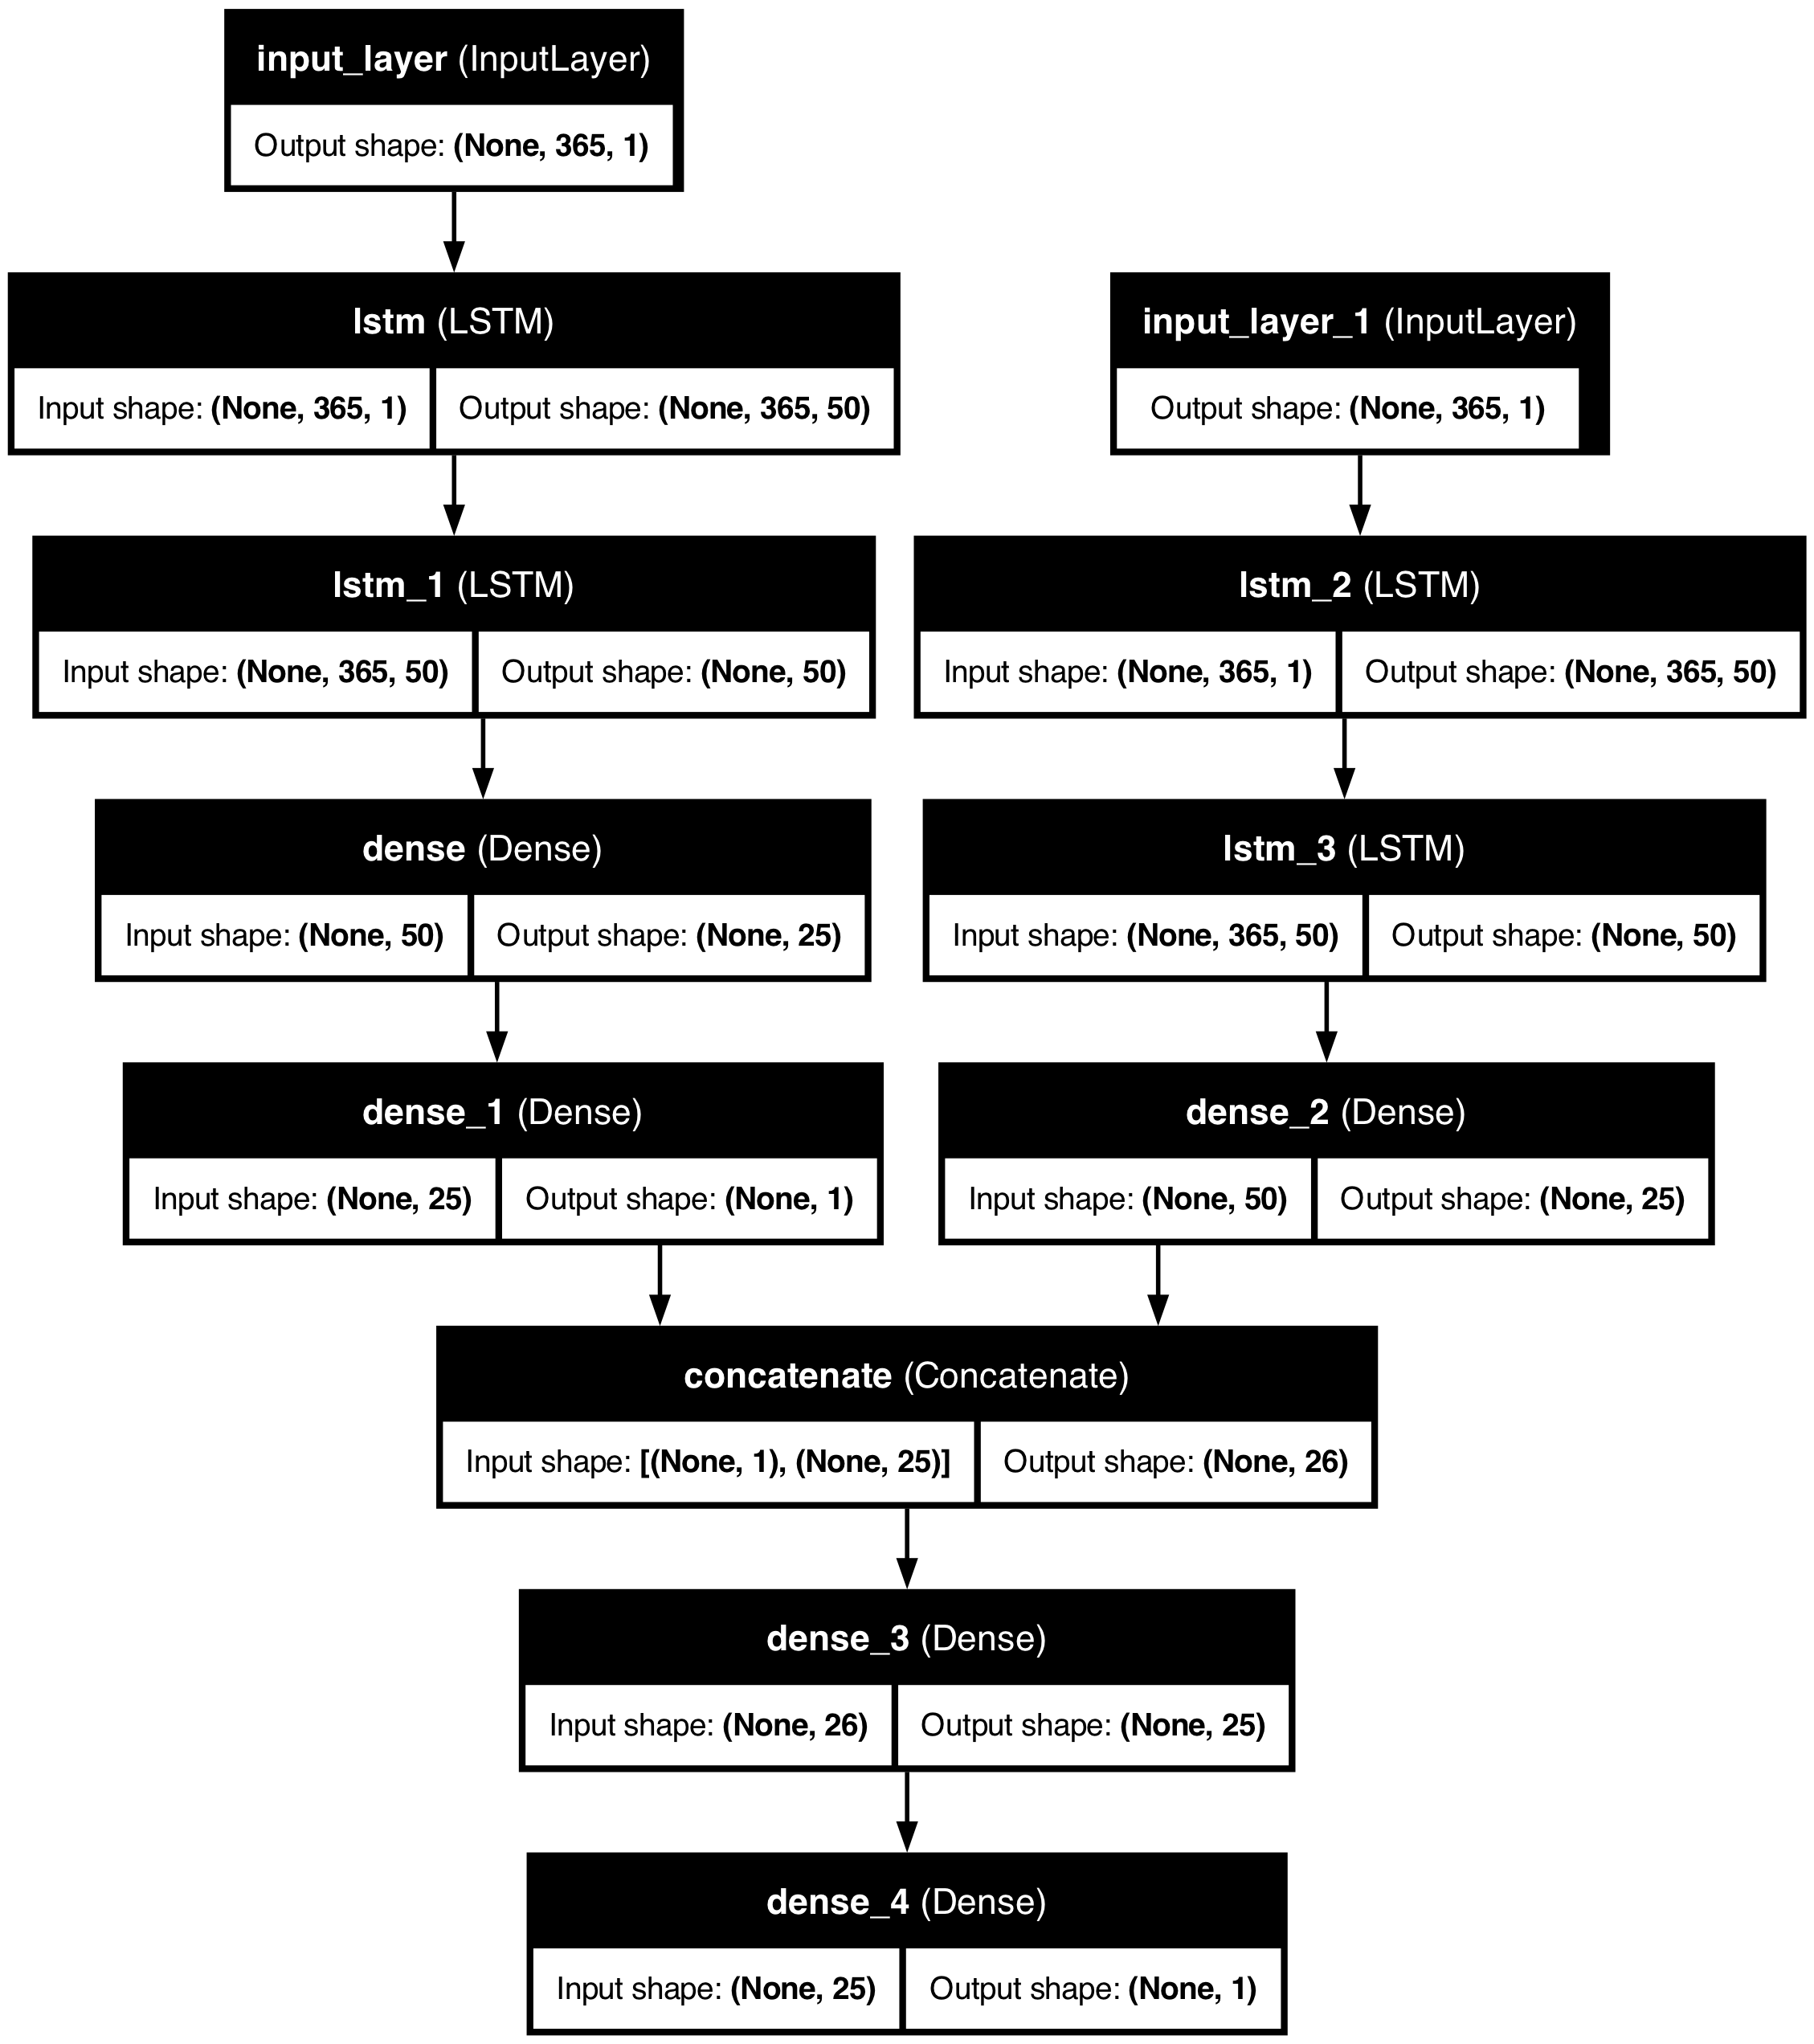 input_layer (InputLayer)
Output shape: (None, 365, 1)
lstm (LSTM)
Input shape: (None, 365, 1) Output shape: (None, 365, 50)
input_layer_1 (InputLayer)
Output shape: (None, 365, 1)
lstm_1 (LSTM)
Input shape: (None, 365, 50) Output shape: (None, 50)
lstm_2 (LSTM)
Input shape: (None, 365, 1) Output shape: (None, 365, 50)
dense (Dense)
Input shape: (None, 50) Output shape: (None, 25)
lstm_3 (LSTM)
Input shape: (None, 365, 50) Output shape: (None, 50)
dense_1 (Dense)
Input shape: (None, 25) Output shape: (None, 1)
dense_2 (Dense)
Input shape: (None, 50) Output shape: (None, 25)
concatenate (Concatenate)
Input shape: [(None, 1), (None, 25)] Output shape: (None, 26)
dense_3 (Dense)
Input shape: (None, 26) Output shape: (None, 25)
dense_4 (Dense)
Input shape: (None, 25) Output shape: (None, 1)